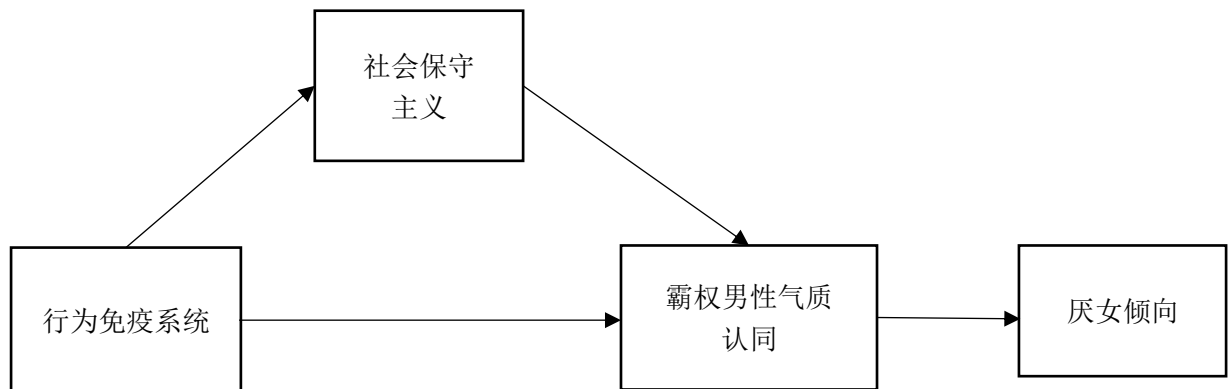 社会保守
主义
行为免疫系统
霸权男性气质
认同
厌女倾向